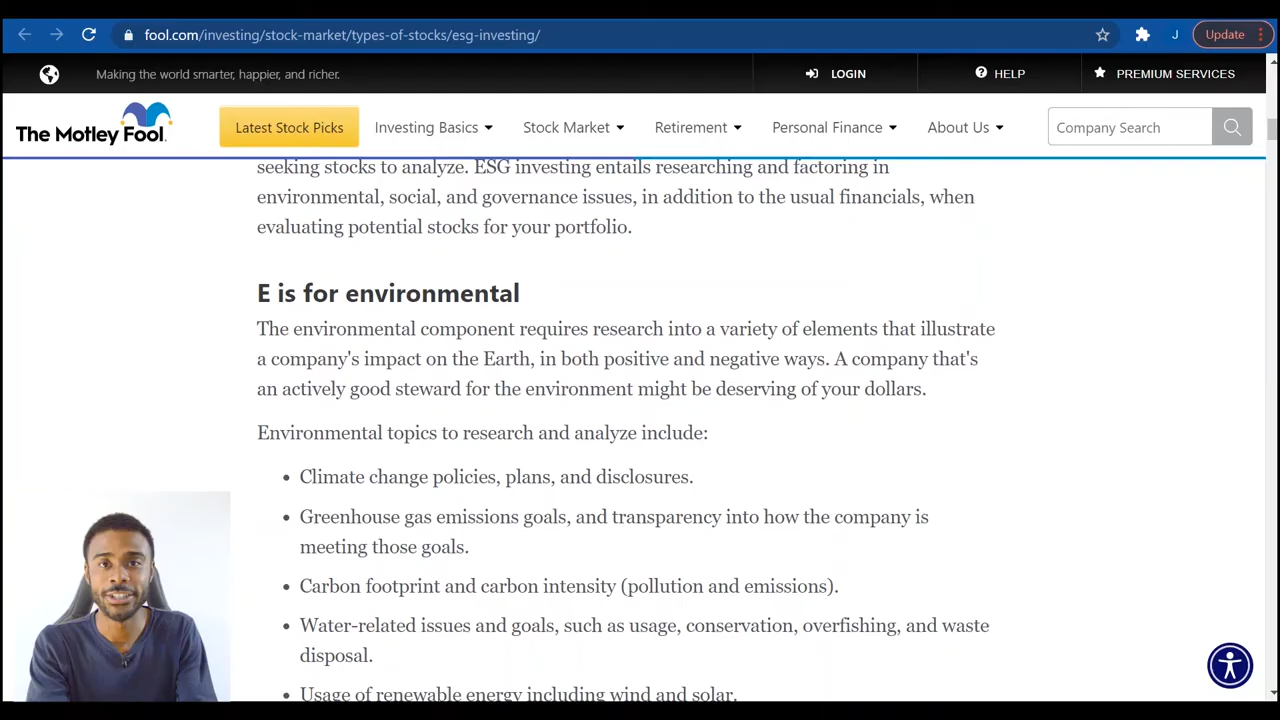 fool.com/investing/stock-market/types-of-stocks/esg-investing/
J
Update
Making the world smarter, happier, and richer.
LOGIN
HELP
PREMIUM SERVICES
The Motley Fool.
Latest Stock Picks
Investing Basics
Stock Market
Retirement
Personal Finance
About Us
Company Search
seeking stocks to analyze. ESG investing entails researching and factoring in
environmental, social, and governance issues, in addition to the usual financials, when
evaluating potential stocks for your portfolio.
E is for environmental
The environmental component requires research into a variety of elements that illustrate
a company's impact on the Earth, in both positive and negative ways. A company that's
an actively good steward for the environment might be deserving of your dollars.
Environmental topics to research and analyze include:
• Climate change policies, plans, and disclosures.
• Greenhouse gas emissions goals, and transparency into how the company is
meeting those goals.
• Carbon footprint and carbon intensity (pollution and emissions).
• Water-related issues and goals, such as usage, conservation, overfishing, and waste
disposal.
• Usage of renewable energy including wind and solar.